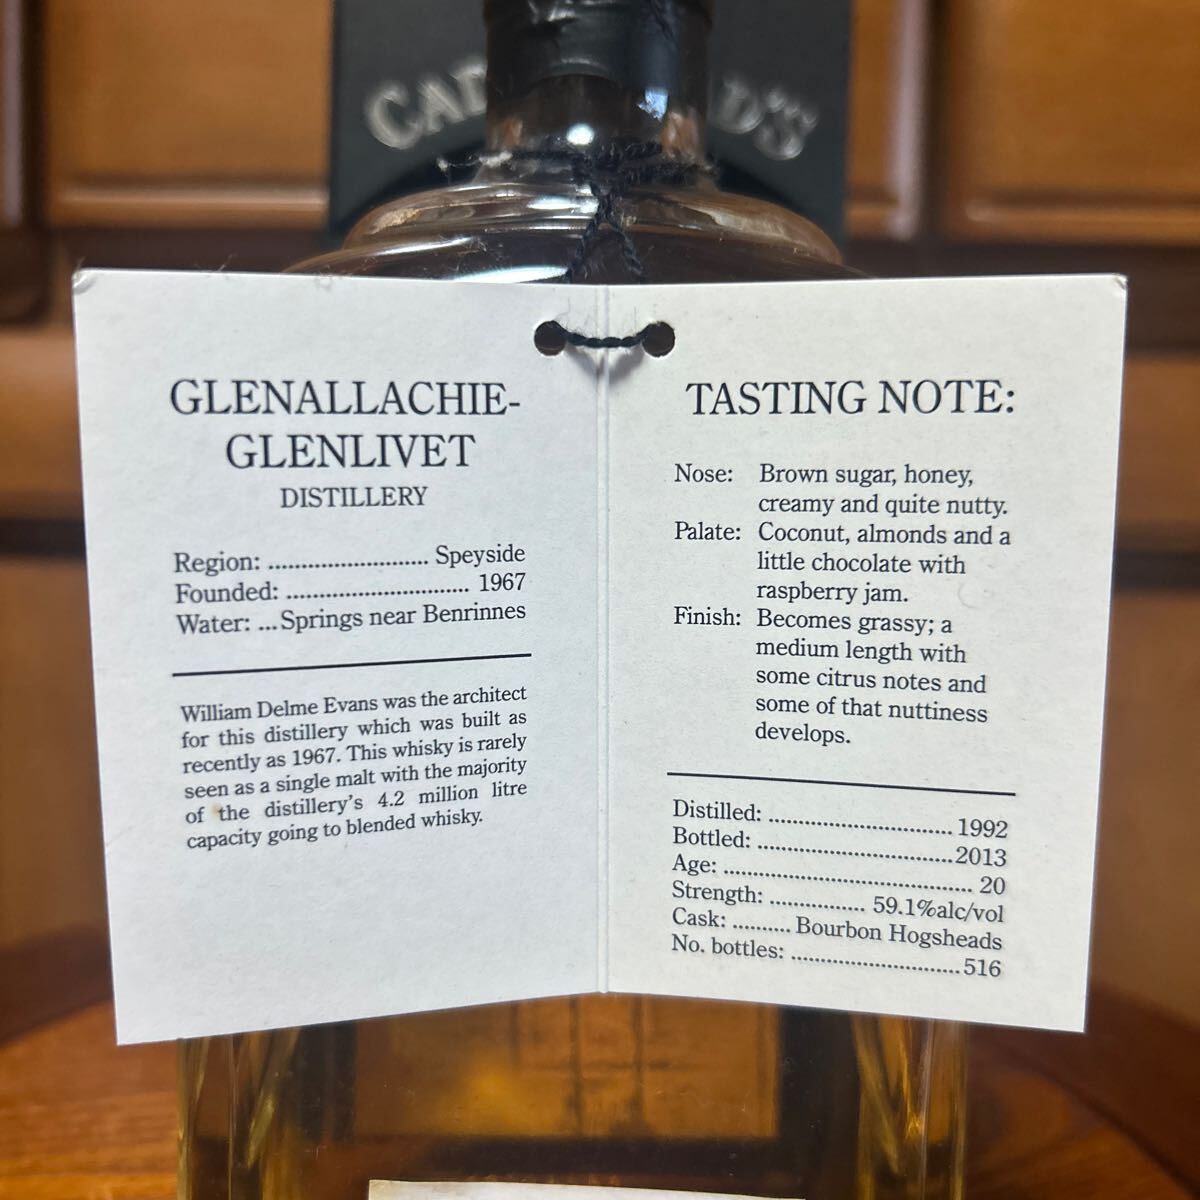 GLENALLACHIE-
GLENLIVET
DISTILLERY
Region: ......................... Speyside
Founded: ............................ 1967
Water: ...Springs near Benrinnes
William Delme Evans was the architect
for this distillery which was built as
recently as 1967. This whisky is rarely
seen as a single malt with the majority
of the distillery's 4.2 million litre
capacity going to blended whisky.
TASTING NOTE:
Nose: Brown sugar, honey,
creamy and quite nutty.
Palate: Coconut, almonds and a
little chocolate with
raspberry jam.
Finish: Becomes grassy; a
medium length with
some citrus notes and
some of that nuttiness
develops.
Distilled: .............................. 1992
Bottled: ................................2013
Age: ......................................... 20
Strength: ................ 59.1%alc/vol
Cask: .......... Bourbon Hogsheads
No. bottles: ............................516